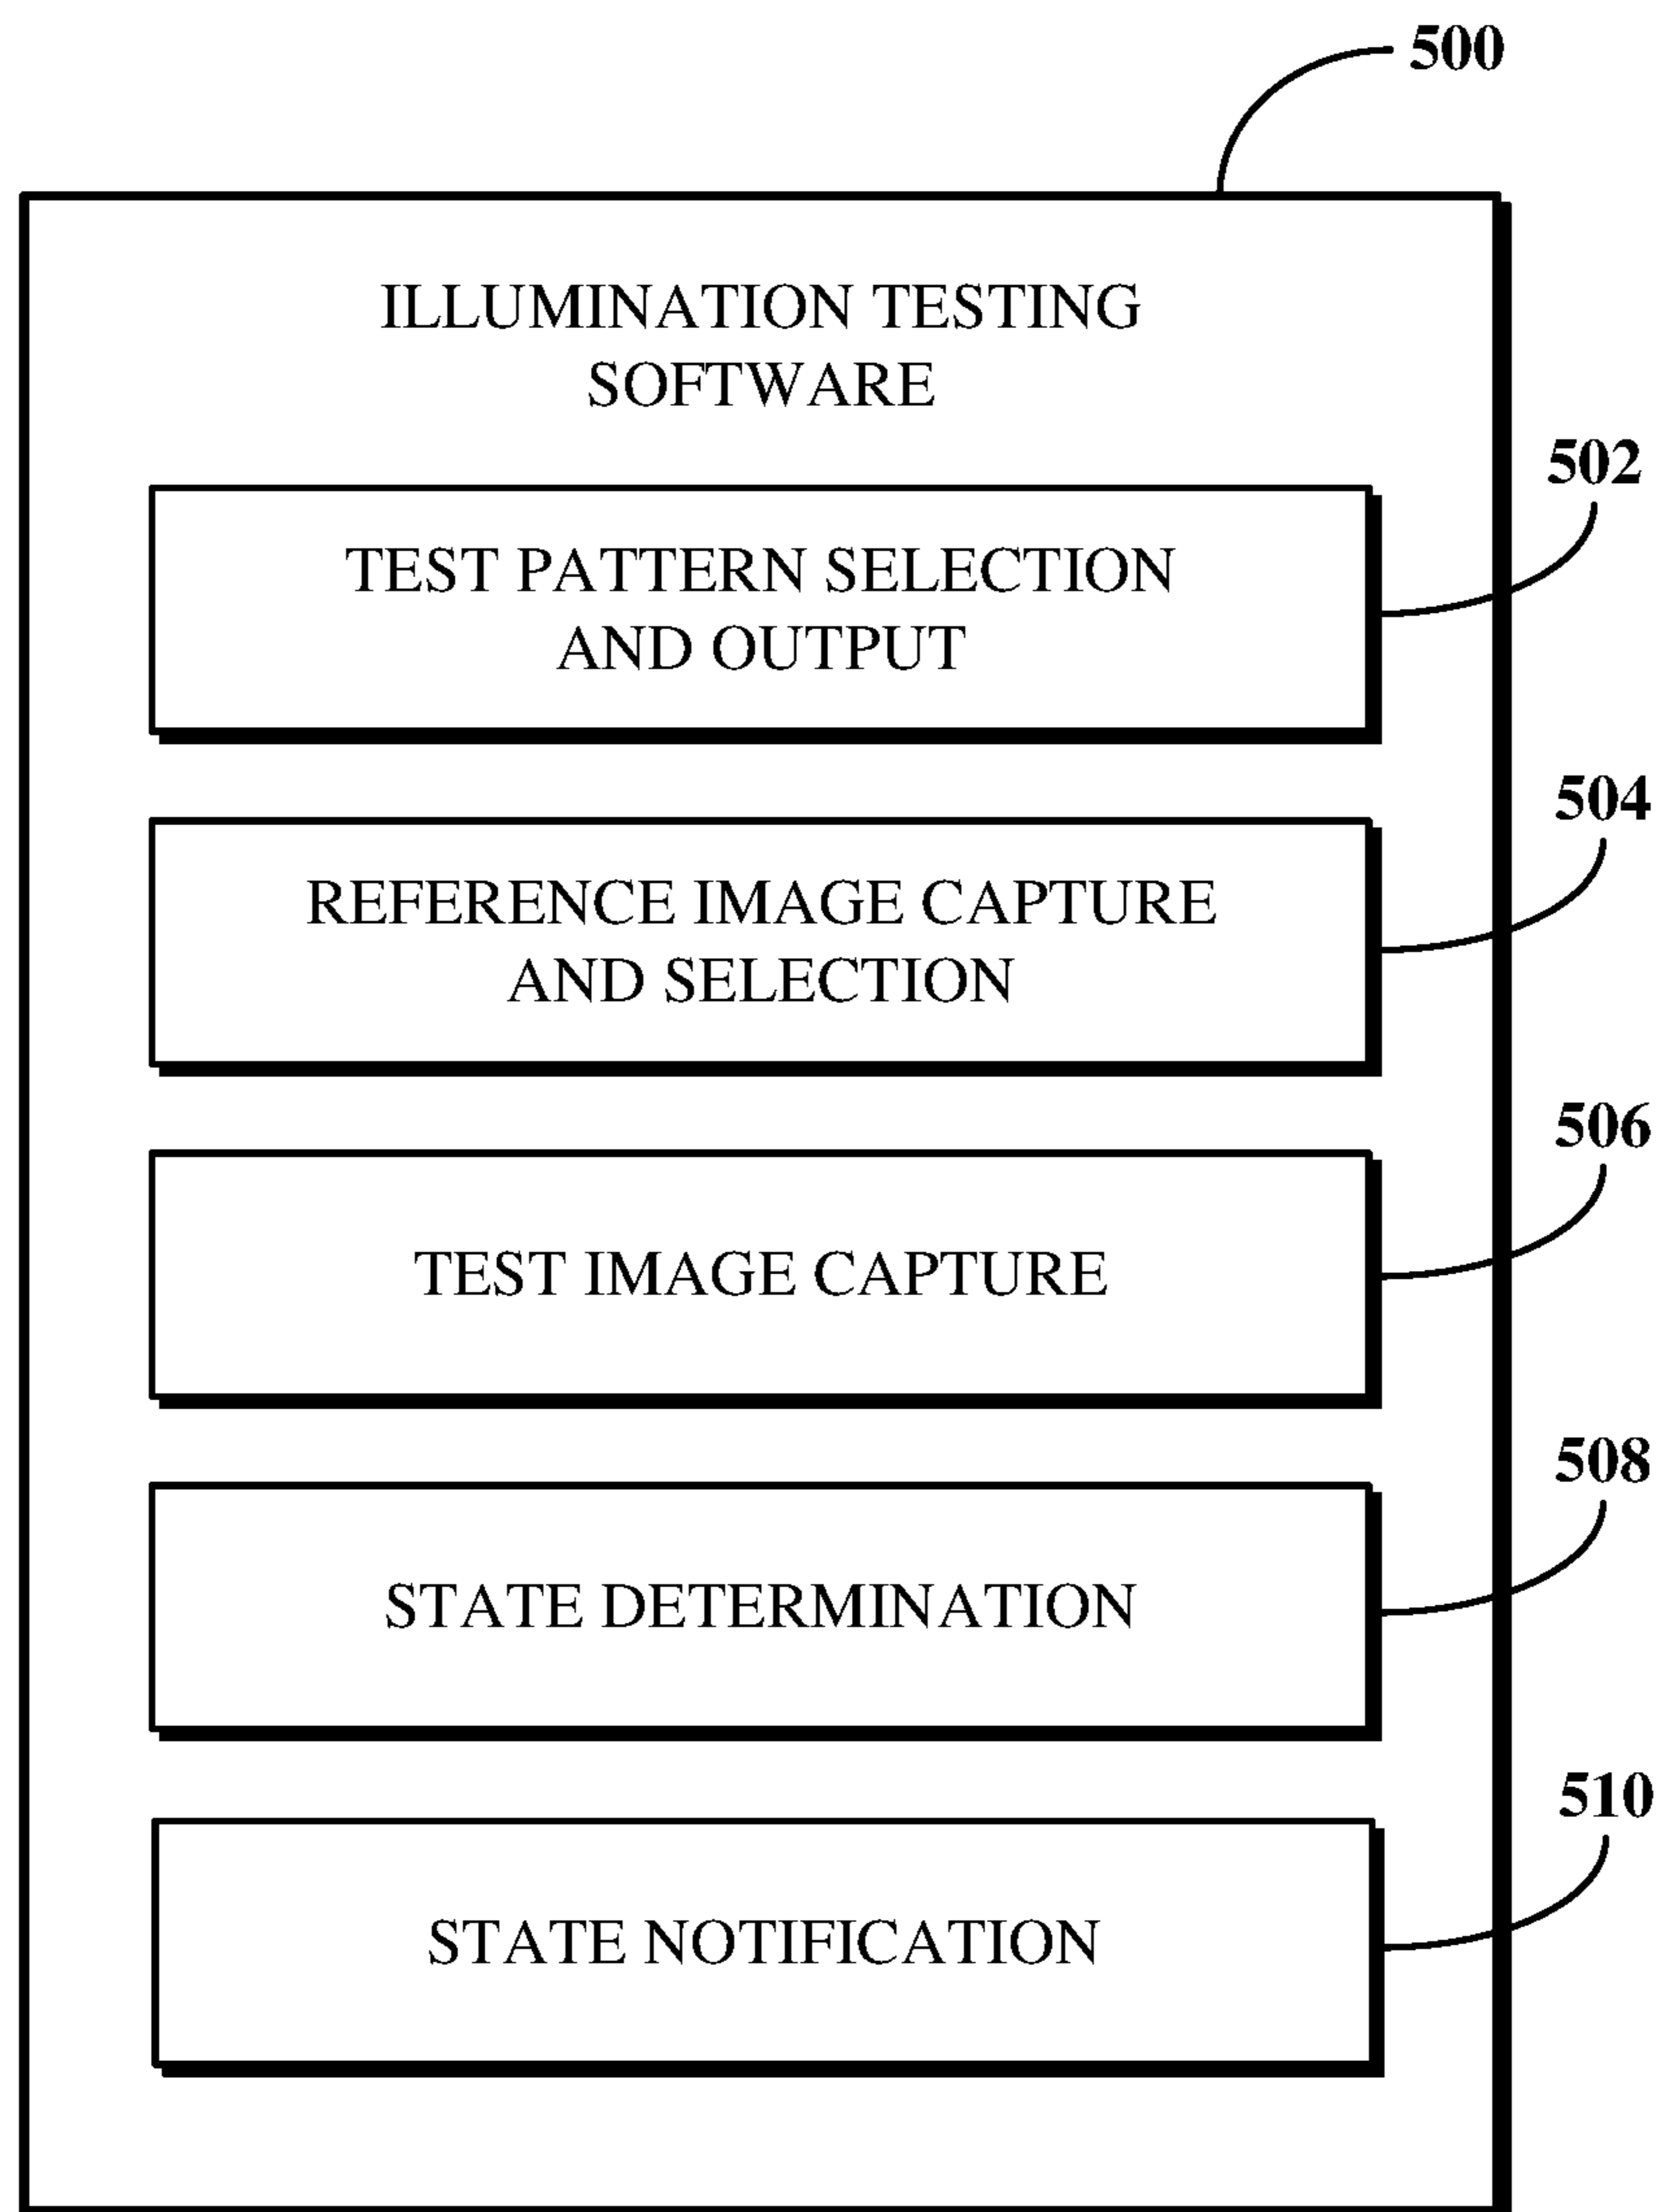 500
ILLUMINATION TESTING
SOFTWARE
502
TEST PATTERN SELECTION
AND OUTPUT
504
REFERENCE IMAGE CAPTURE
AND SELECTION
506
TEST IMAGE CAPTURE
508
STATE DETERMINATION
510
STATE NOTIFICATION